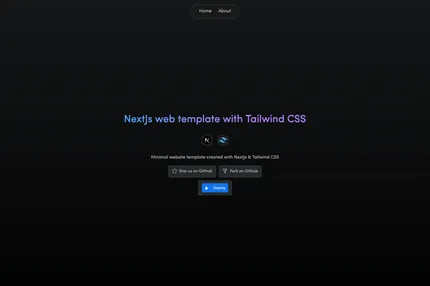 Home About
NextJs web template with Tailwind CSS
N
Minimal website template created with Nextjs & Tailwind CSS
Star us on GitHub Fork on GitHub
Deploy